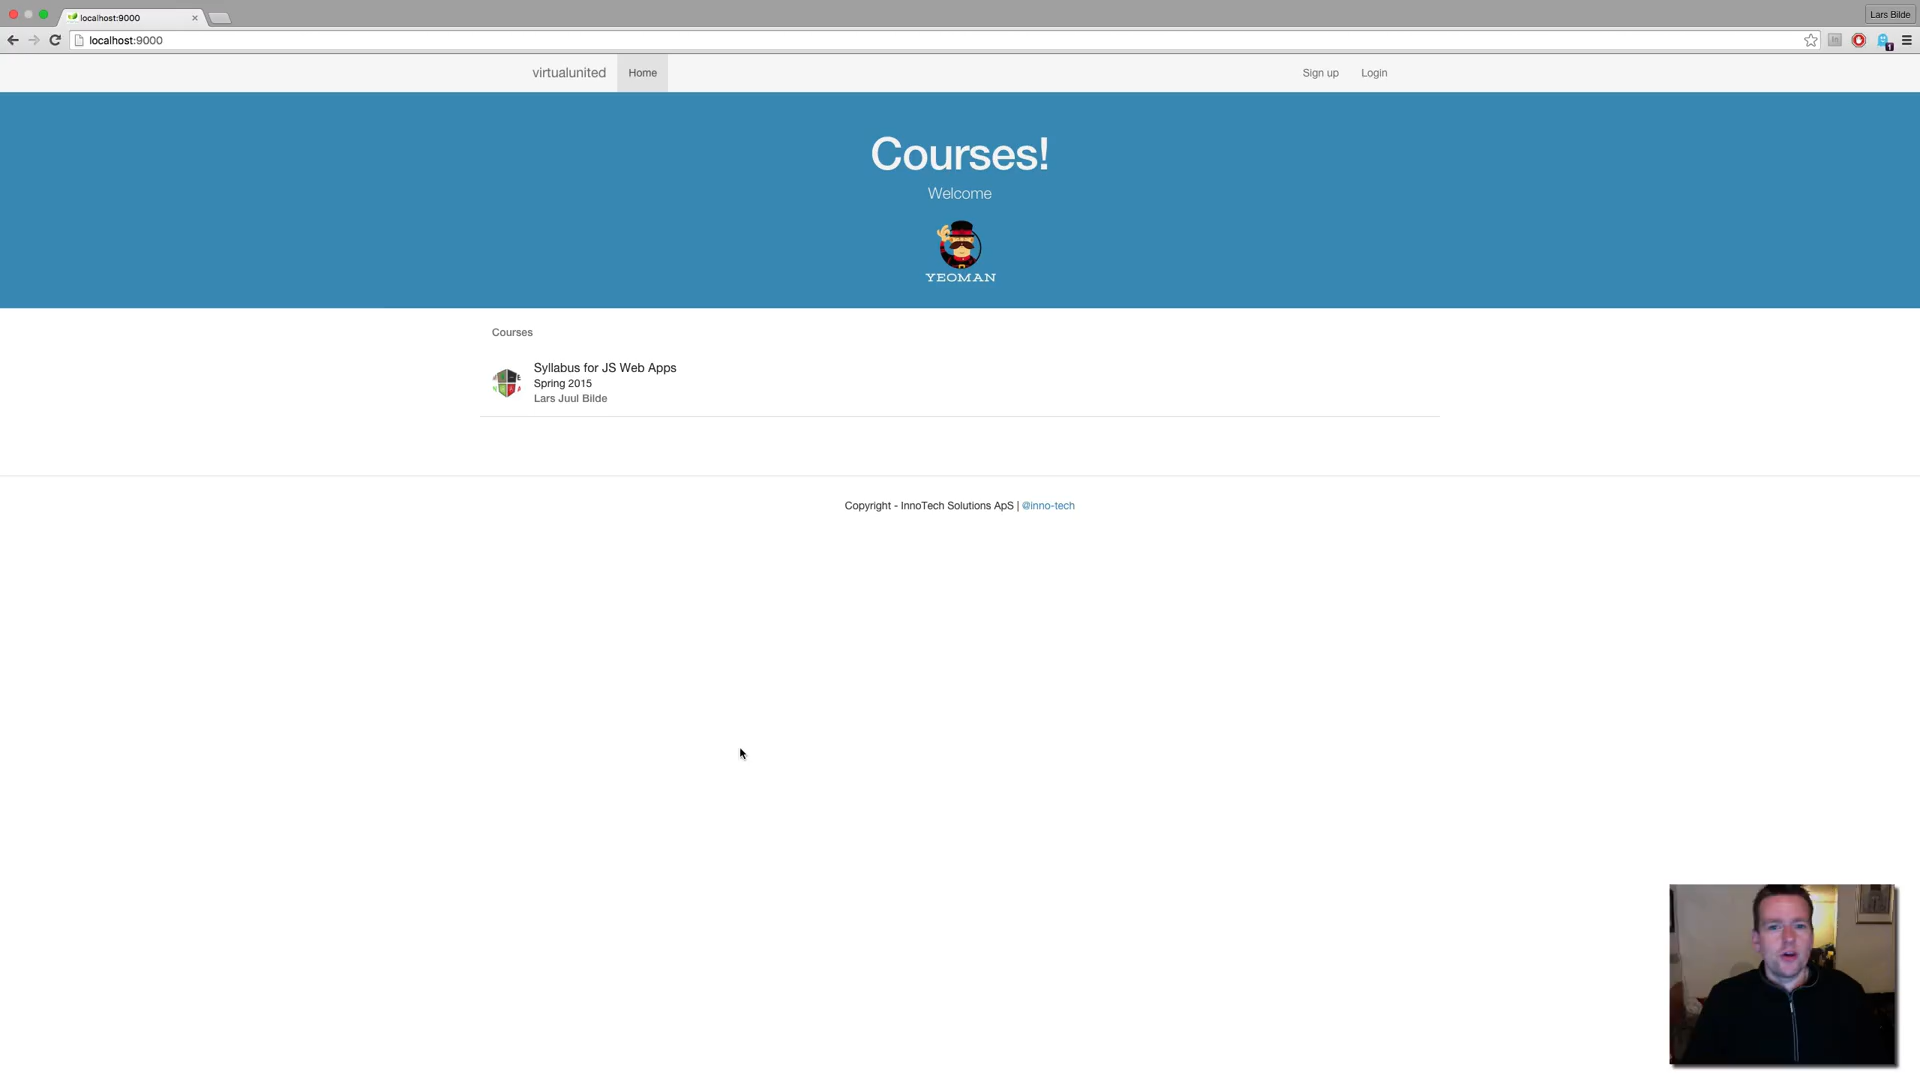 localhost:9000
Lars Bilde
localhost:9000
virtualunited
Home
Sign up
Login
Courses!
Welcome
YEOMAN
Courses
Syllabus for JS Web Apps
Spring 2015
Lars Juul Bilde
Copyright - InnoTech Solutions ApS | @inno-tech